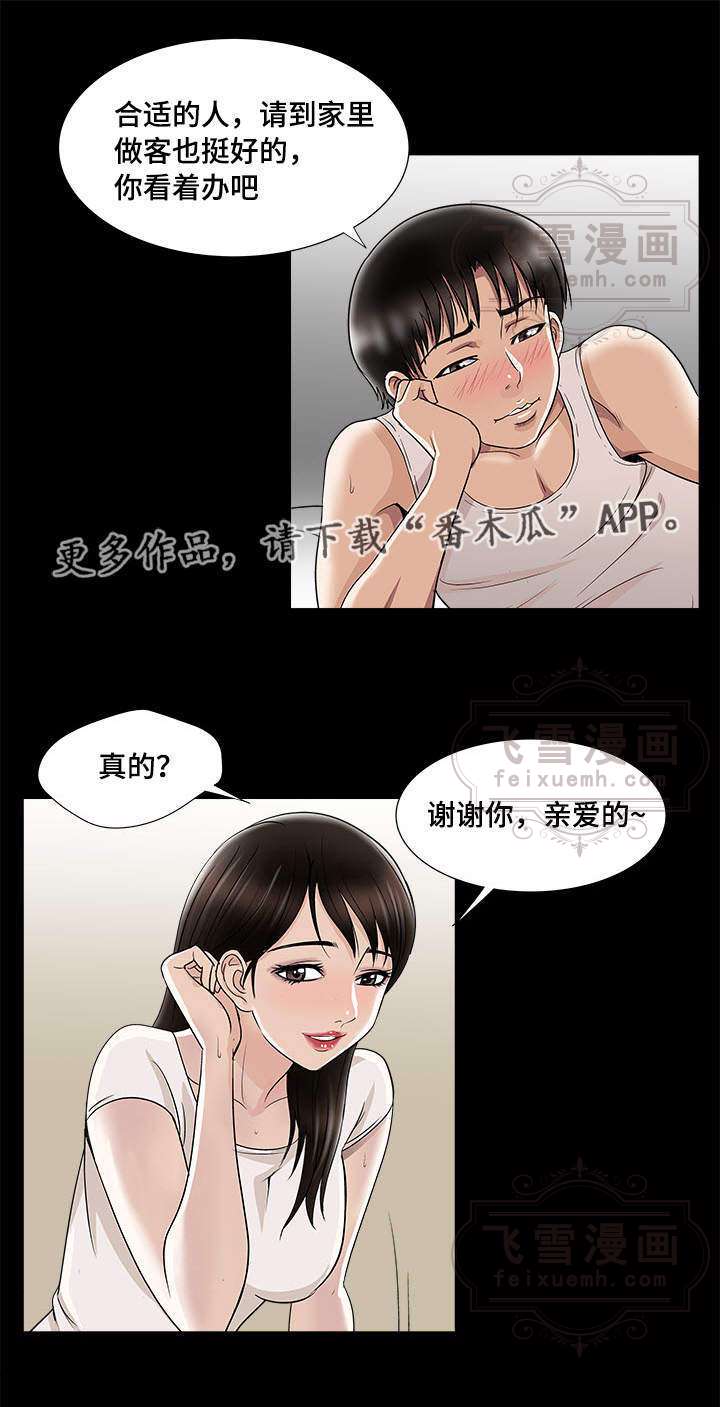 合适的人，请到家里
做客也挺好的，
你看着办吧
飞雪漫画
feixuemh.com
更多作品，请下载“番木瓜”APP。
真的？
飞雪漫画
feixuemh.com
谢谢你，亲爱的~
飞雪漫画
feixuemh.com